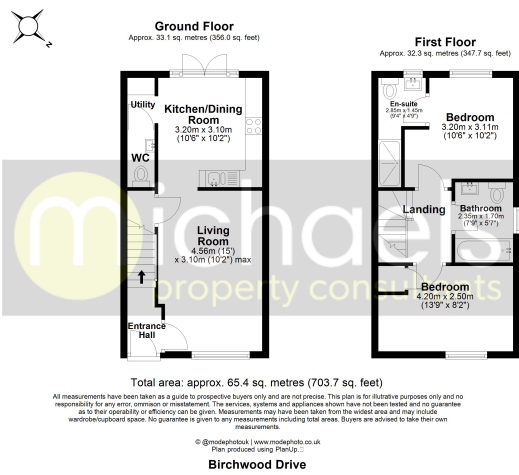 Ground Floor
Approx. 33.1 sq. metres (356.0 sq. feet)
N
Utility
Kitchen/Dining
Room
3.20m x 3.10m
(10'6" x 10'2")
WC
Living
Room
4.56m (15')
x 3.10m (10'2") max
Entrance
Hall
First Floor
Approx. 32.3 sq. metres (347.7 sq. feet)
En-suite
2.85m x 1.45m
(9'4" x 4'9")
Bedroom
3.20m x 3.11m
(10'6" x 10'2")
Landing
Bathroom
2.35m x 1.70m
(7'9" x 5'7")
Bedroom
4.20m x 2.50m
(13'9" x 8'2")
michaels
property consultants
Total area: approx. 65.4 sq. metres (703.7 sq. feet)
All measurements have been taken as a guide to prospective buyers only and are not precise. This plan is for illustrative purposes only and no
responsibility for any error, ommison or misstatement. The services, systems and appliances shown have not been tested and no guarantee
as to their operability or efficiency can be given. Measurements may have been taken from the widest area and may include
wardrobe/cupboard space. No guarantee is given to any measurements including total areas. Buyers are advised to take their own
measurements.
© @modephotouk | www.modephoto.co.uk
Plan produced using PlanUp.
Birchwood Drive